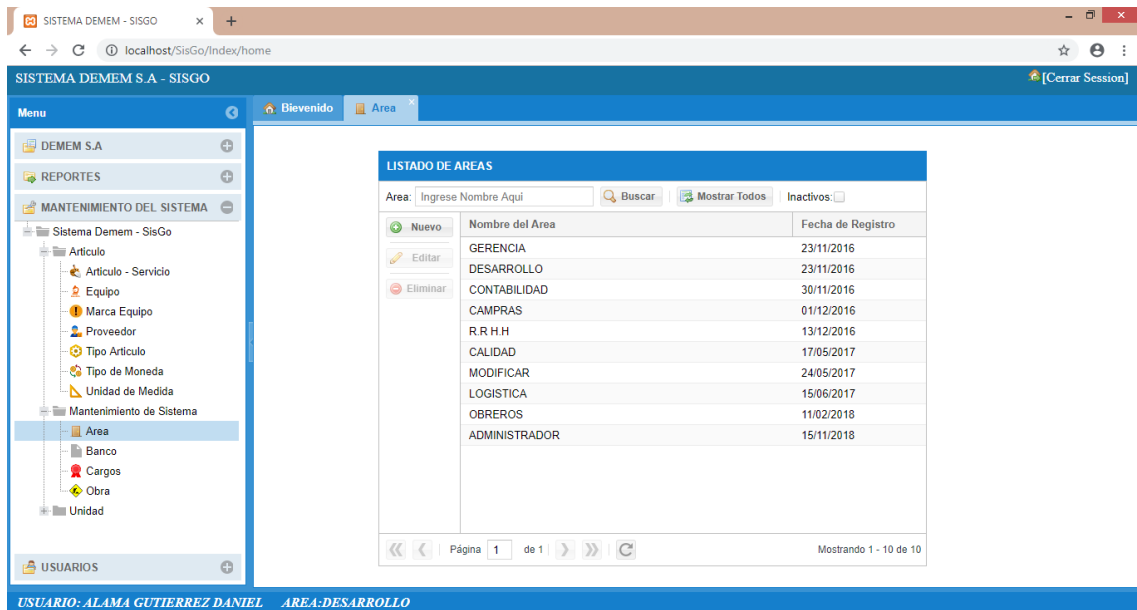 SISTEMA DEMEM - SISGO
localhost/SisGo/Index/home
SISTEMA DEMEM S.A - SISGO
[Cerrar Session]
Menu
Bievenido
Area
DEMEM S.A
REPORTES
MANTENIMIENTO DEL SISTEMA
Sistema Demem - SisGo
Articulo
Articulo - Servicio
Equipo
Marca Equipo
Proveedor
Tipo Articulo
Tipo de Moneda
Unidad de Medida
Mantenimiento de Sistema
Area
Banco
Cargos
Obra
Unidad
USUARIOS
LISTADO DE AREAS
Area: Ingrese Nombre Aqui Buscar Mostrar Todos Inactivos:
Nuevo
Editar
Eliminar
Nombre del Area Fecha de Registro
GERENCIA 23/11/2016
DESARROLLO 23/11/2016
CONTABILIDAD 30/11/2016
CAMPRAS 01/12/2016
R.R H.H 13/12/2016
CALIDAD 17/05/2017
MODIFICAR 24/05/2017
LOGISTICA 15/06/2017
OBREROS 11/02/2018
ADMINISTRADOR 15/11/2018
Página 1 de 1 Mostrando 1 - 10 de 10
USUARIO: ALAMA GUTIERREZ DANIEL AREA:DESARROLLO